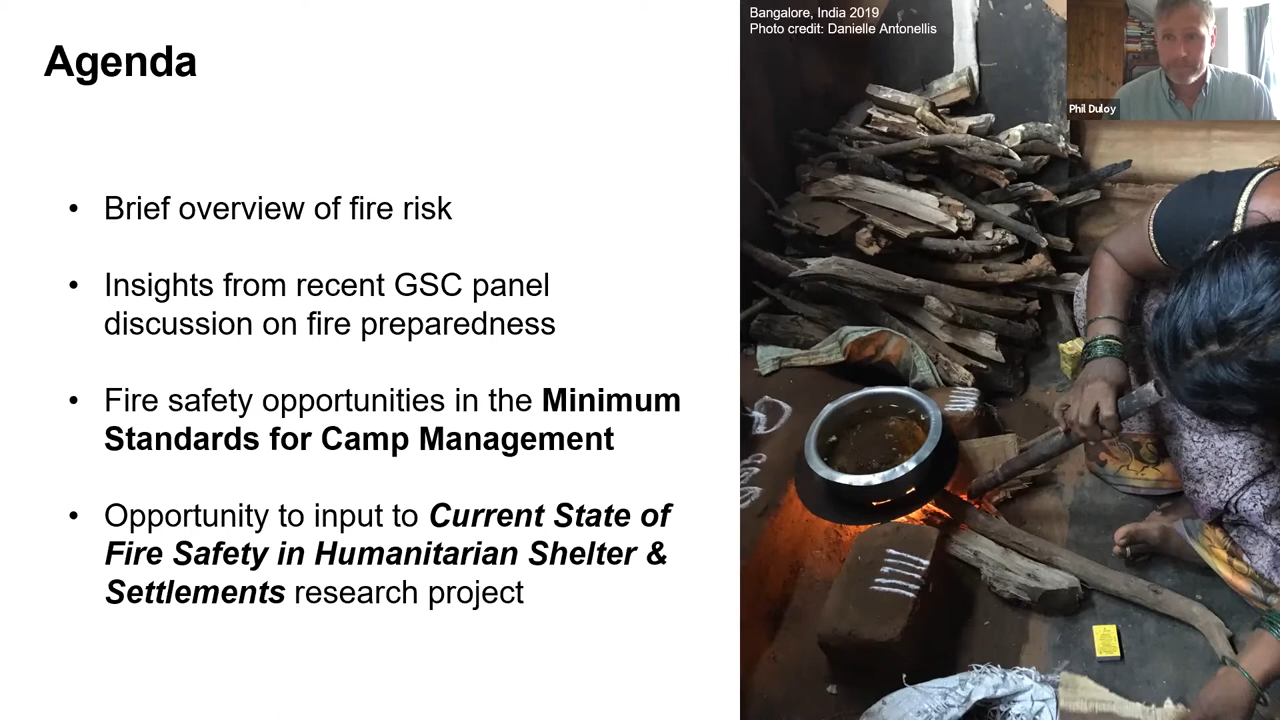 Agenda
• Brief overview of fire risk
• Insights from recent GSC panel
discussion on fire preparedness
• Fire safety opportunities in the Minimum
Standards for Camp Management
• Opportunity to input to Current State of
Fire Safety in Humanitarian Shelter &
Settlements research project
Bangalore, India 2019
Photo credit: Danielle Antonellis
Phil Duloy